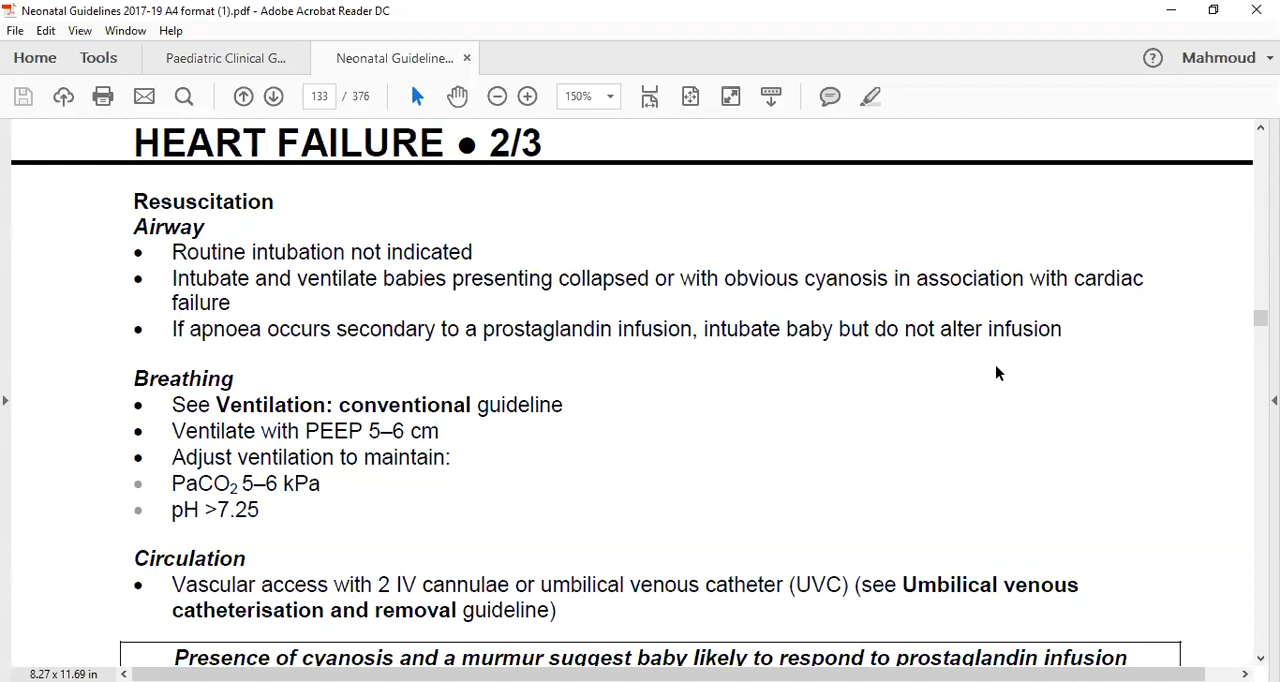 Neonatal Guidelines 2017-19 A4 format (1).pdf - Adobe Acrobat Reader DC
File Edit View Window Help
Home Tools Paediatric Clinical G... Neonatal Guideline... × Mahmoud
133 / 376 150%
HEART FAILURE ● 2/3
Resuscitation
Airway
• Routine intubation not indicated
• Intubate and ventilate babies presenting collapsed or with obvious cyanosis in association with cardiac
failure
• If apnoea occurs secondary to a prostaglandin infusion, intubate baby but do not alter infusion
Breathing
• See Ventilation: conventional guideline
• Ventilate with PEEP 5–6 cm
• Adjust ventilation to maintain:
• PaCO₂ 5–6 kPa
• pH >7.25
Circulation
• Vascular access with 2 IV cannulae or umbilical venous catheter (UVC) (see Umbilical venous
catheterisation and removal guideline)
Presence of cyanosis and a murmur suggest baby likely to respond to prostaglandin infusion
8.27 x 11.69 in